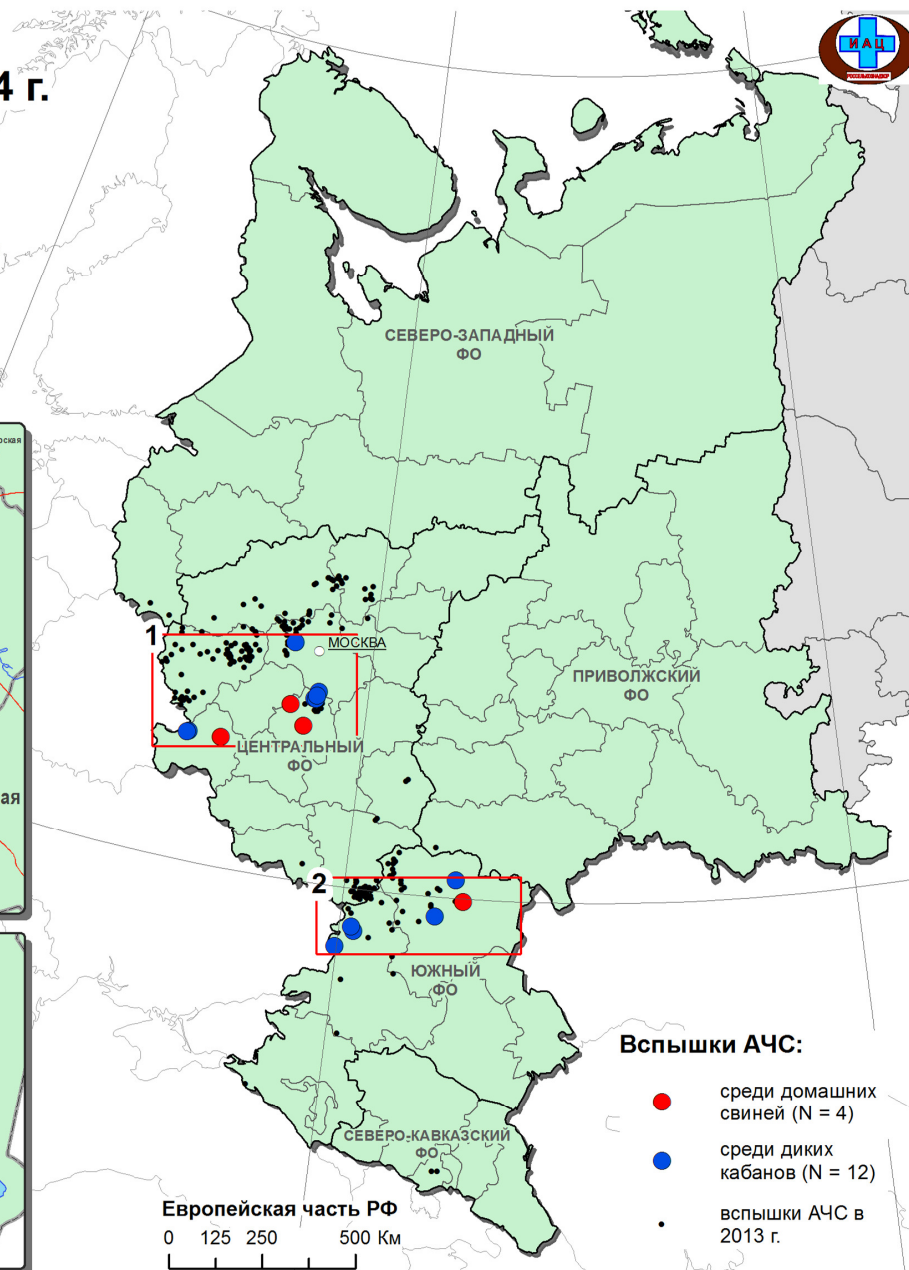 4 г.
ИАЦ
РОССЕЛЬХОЗНАДЗОР
СЕВЕРО-ЗАПАДНЫЙ
ФО
1
МОСКВА
ПРИВОЛЖСКИЙ
ФО
ЦЕНТРАЛЬНЫЙ
ФО
ая
2
ЮЖНЫЙ
ФО
Вспышки АЧС:
среди домашних
свиней (N = 4)
СЕВЕРО-КАВКАЗСКИЙ
ФО
среди диких
кабанов (N = 12)
вспышки АЧС в
2013 г.
Европейская часть РФ
0 125 250 500 Км